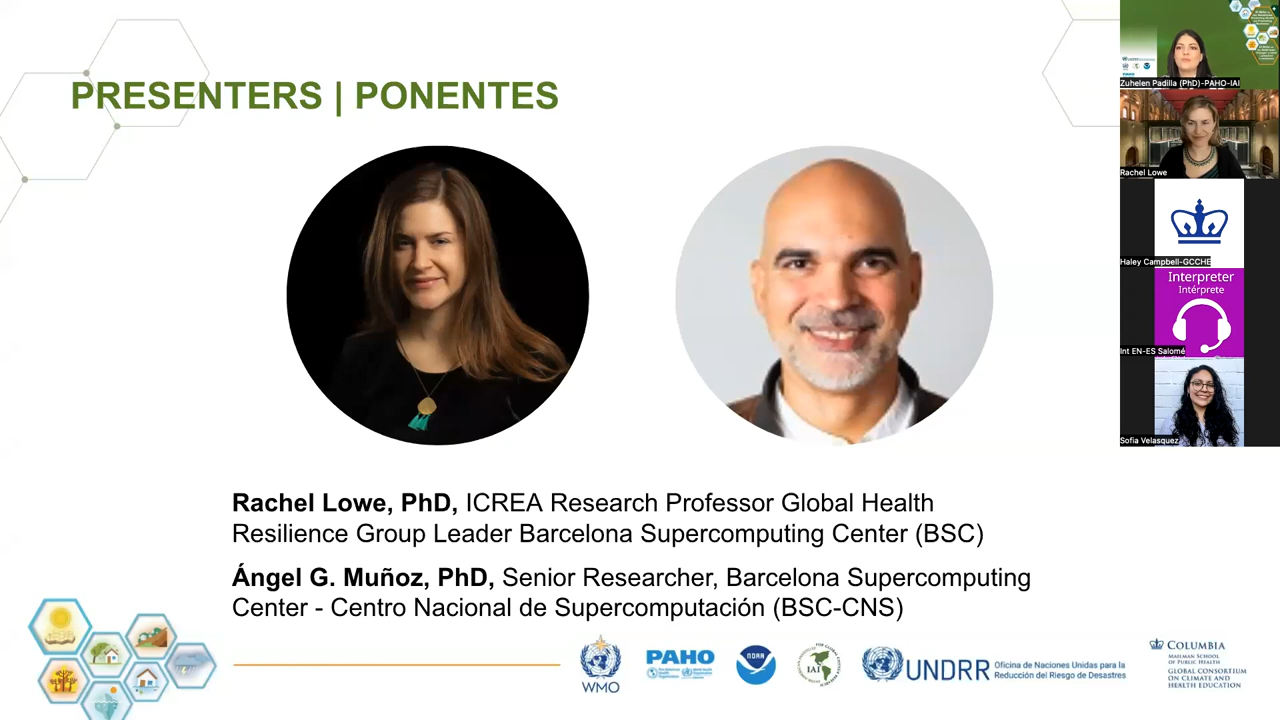 PRESENTERS | PONENTES
Rachel Lowe, PhD, ICREA Research Professor Global Health
Resilience Group Leader Barcelona Supercomputing Center (BSC)
Ángel G. Muñoz, PhD, Senior Researcher, Barcelona Supercomputing
Center - Centro Nacional de Supercomputación (BSC-CNS)
WMO
PAHO
NOAA
IAI
UNDRR
Oficina de Naciones Unidas para la
Reducción del Riesgo de Desastres
COLUMBIA
MAILMAN SCHOOL
OF PUBLIC HEALTH
GLOBAL CONSORTIUM
ON CLIMATE AND
HEALTH EDUCATION
UNDRR
PAHO
Zuhelen Padilla (PhD)-PAHO-IAI
Rachel Lowe
Haley Campbell-GCCHE
Interpreter
Intérprete
Int EN-ES Salomé
Sofia Velasquez